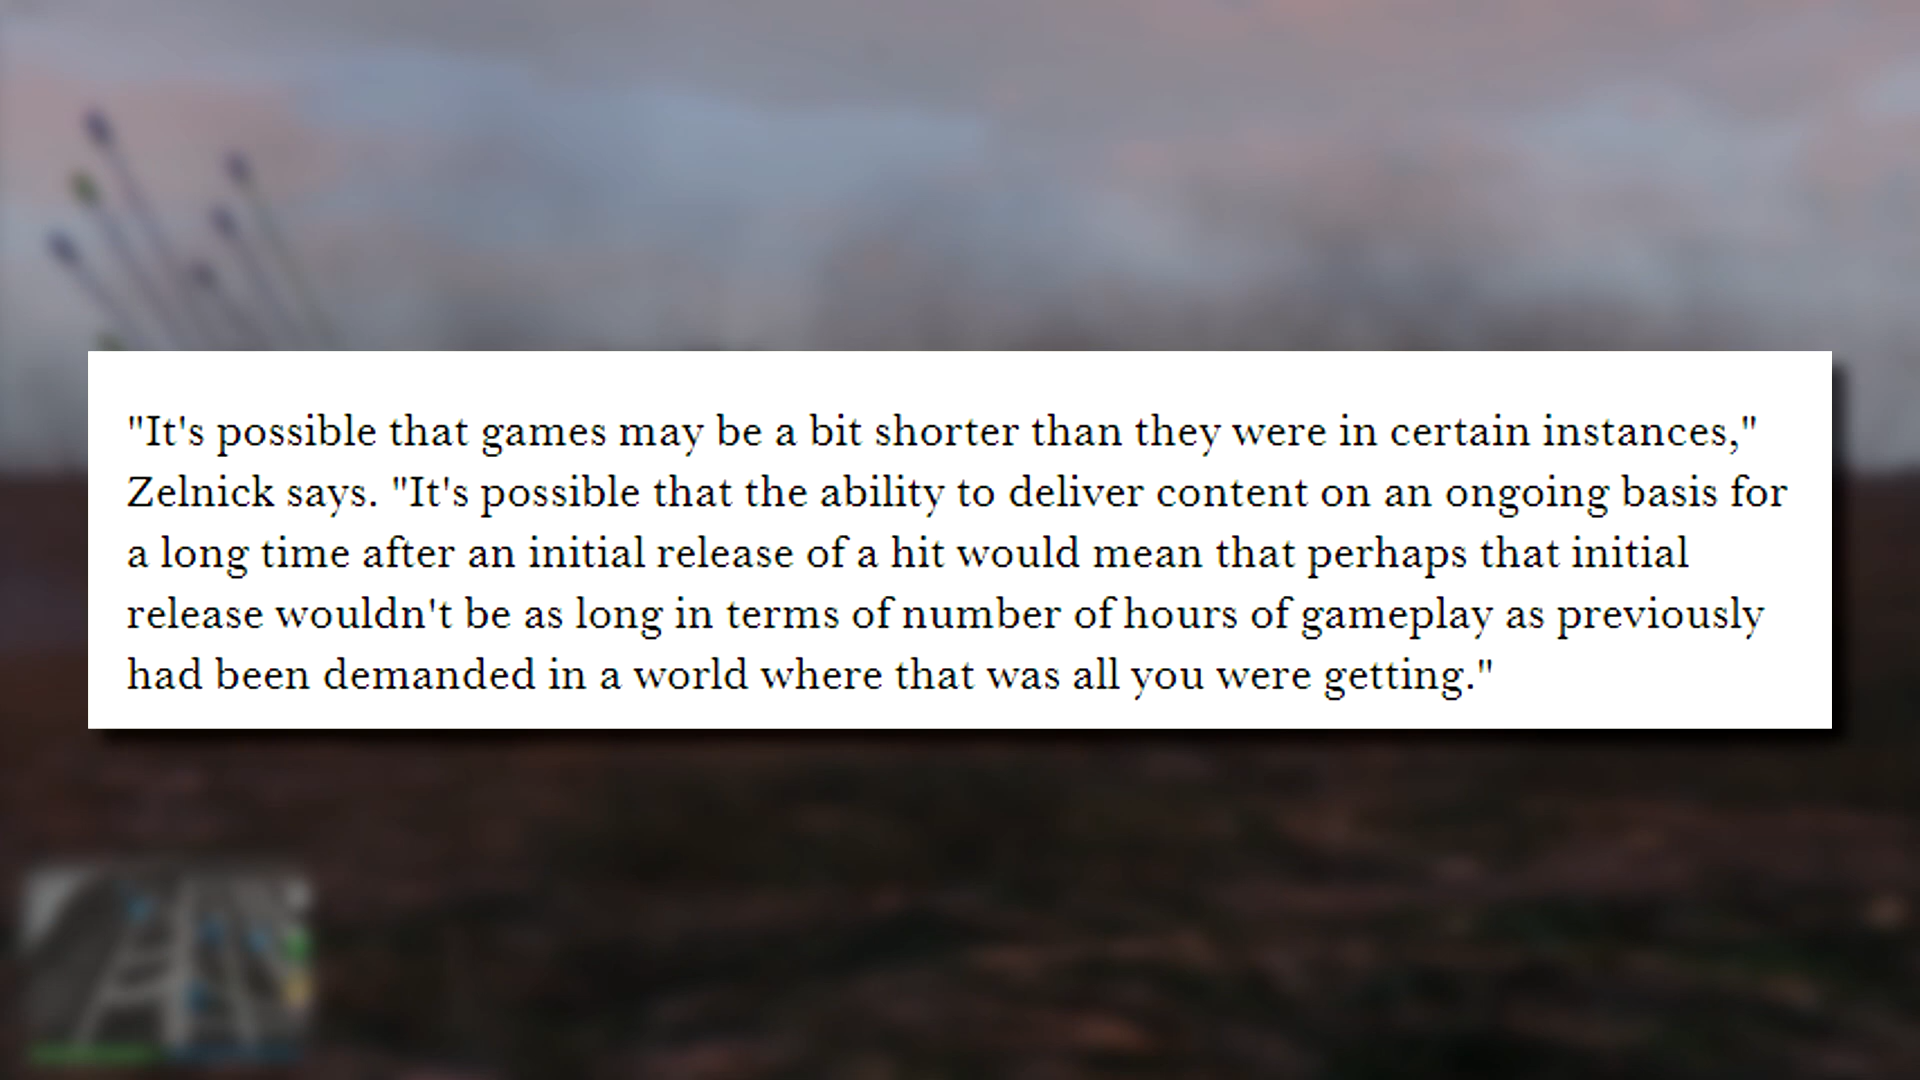 "It's possible that games may be a bit shorter than they were in certain instances,"
Zelnick says. "It's possible that the ability to deliver content on an ongoing basis for
a long time after an initial release of a hit would mean that perhaps that initial
release wouldn't be as long in terms of number of hours of gameplay as previously
had been demanded in a world where that was all you were getting."